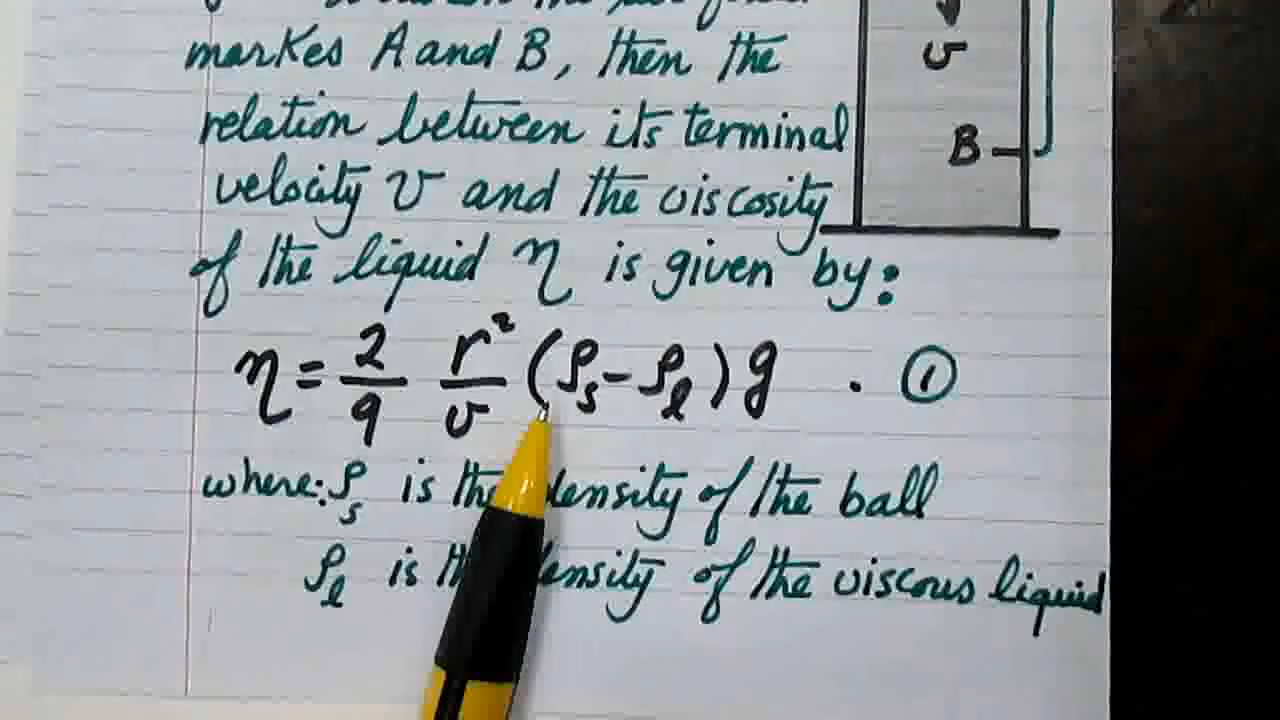 markes A and B, then the
relation between its terminal
velocity v and the viscosity
of the liquid η is given by:
η = 2/9 r²/v (ρs - ρl) g . ①
where: ρs is the density of the ball
ρl is the density of the viscous liquid
v
B